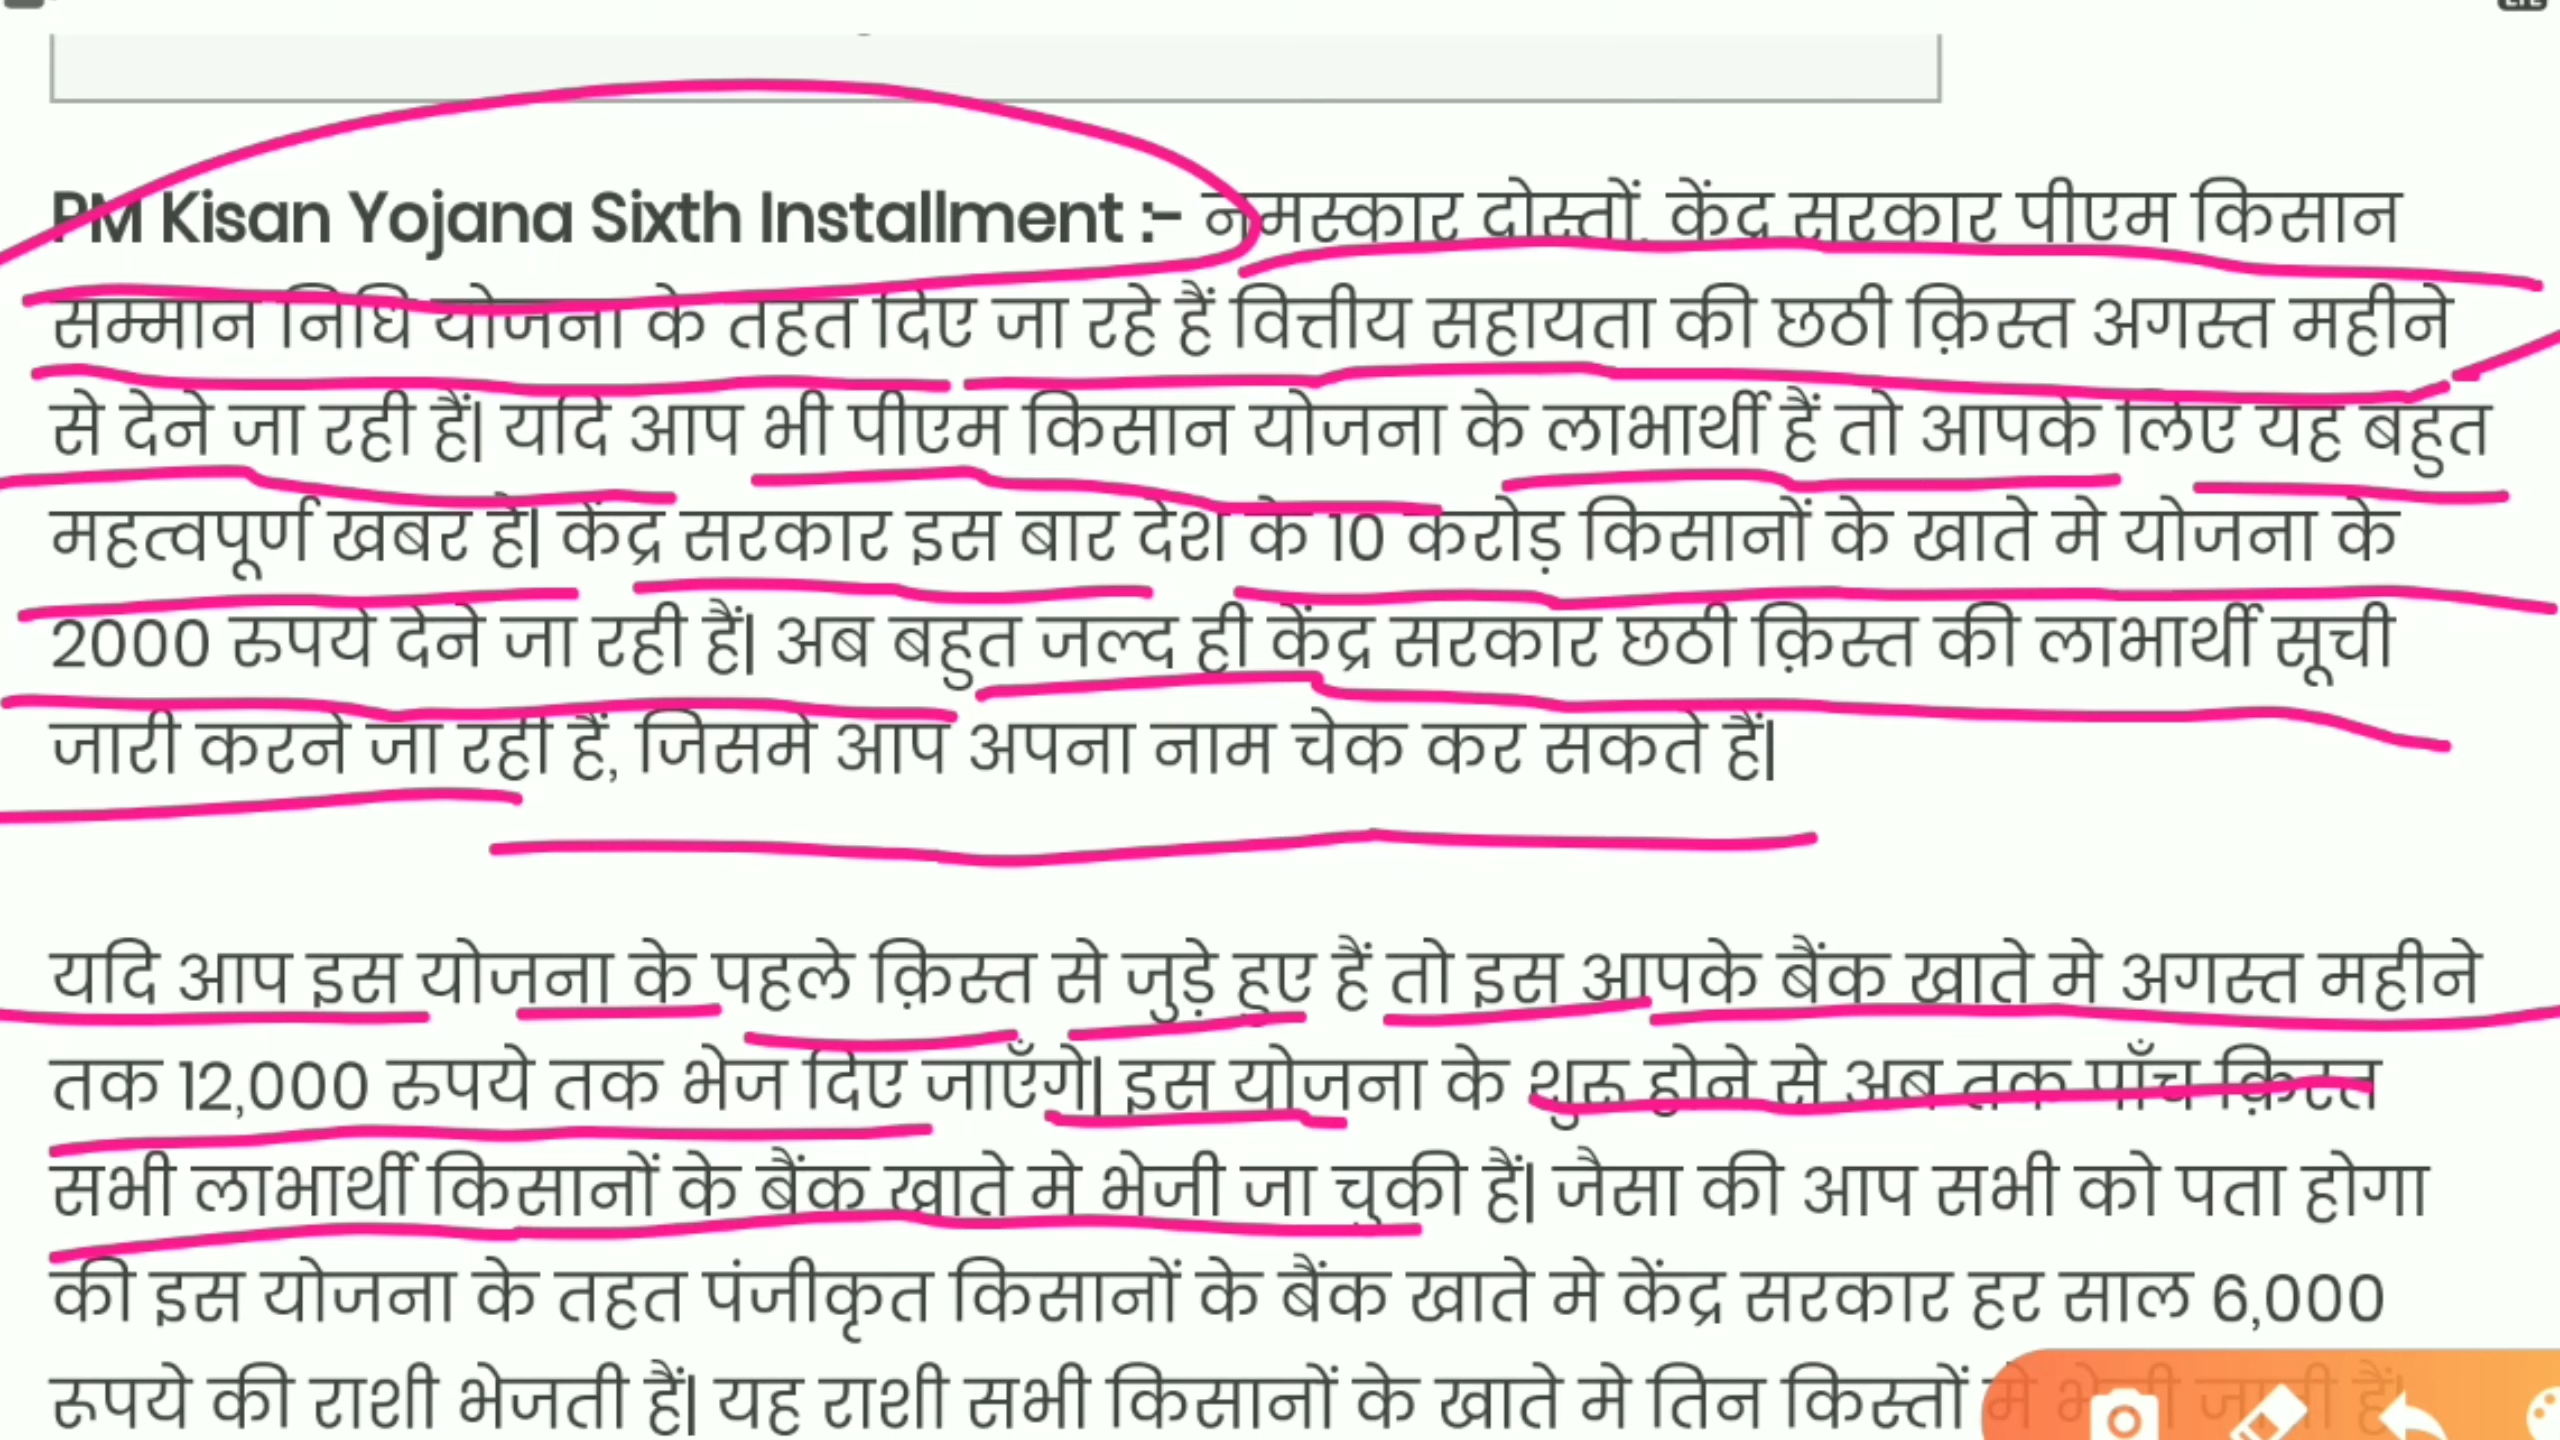 PM Kisan Yojana Sixth Installment :- नमस्कार दोस्तों, केंद्र सरकार पीएम किसान
सम्मान निधि योजना के तहत दिए जा रहे हैं वित्तीय सहायता की छठी क़िस्त अगस्त महीने
से देने जा रही हैं| यदि आप भी पीएम किसान योजना के लाभार्थी हैं तो आपके लिए यह बहुत
महत्वपूर्ण खबर है| केंद्र सरकार इस बार देश के 10 करोड़ किसानों के खाते मे योजना के
2000 रुपये देने जा रही हैं| अब बहुत जल्द ही केंद्र सरकार छठी क़िस्त की लाभार्थी सूची
जारी करने जा रही हैं, जिसमे आप अपना नाम चेक कर सकते हैं|
यदि आप इस योजना के पहले क़िस्त से जुड़े हुए हैं तो इस आपके बैंक खाते मे अगस्त महीने
तक 12,000 रुपये तक भेज दिए जाएँगे| इस योजना के शुरू होने से अब तक पाँच क़िस्त
सभी लाभार्थी किसानों के बैंक खाते मे भेजी जा चुकी हैं| जैसा की आप सभी को पता होगा
की इस योजना के तहत पंजीकृत किसानों के बैंक खाते मे केंद्र सरकार हर साल 6,000
रूपये की राशी भेजती हैं| यह राशी सभी किसानों के खाते मे तिन किस्तों मे भेजी जाती हैं|